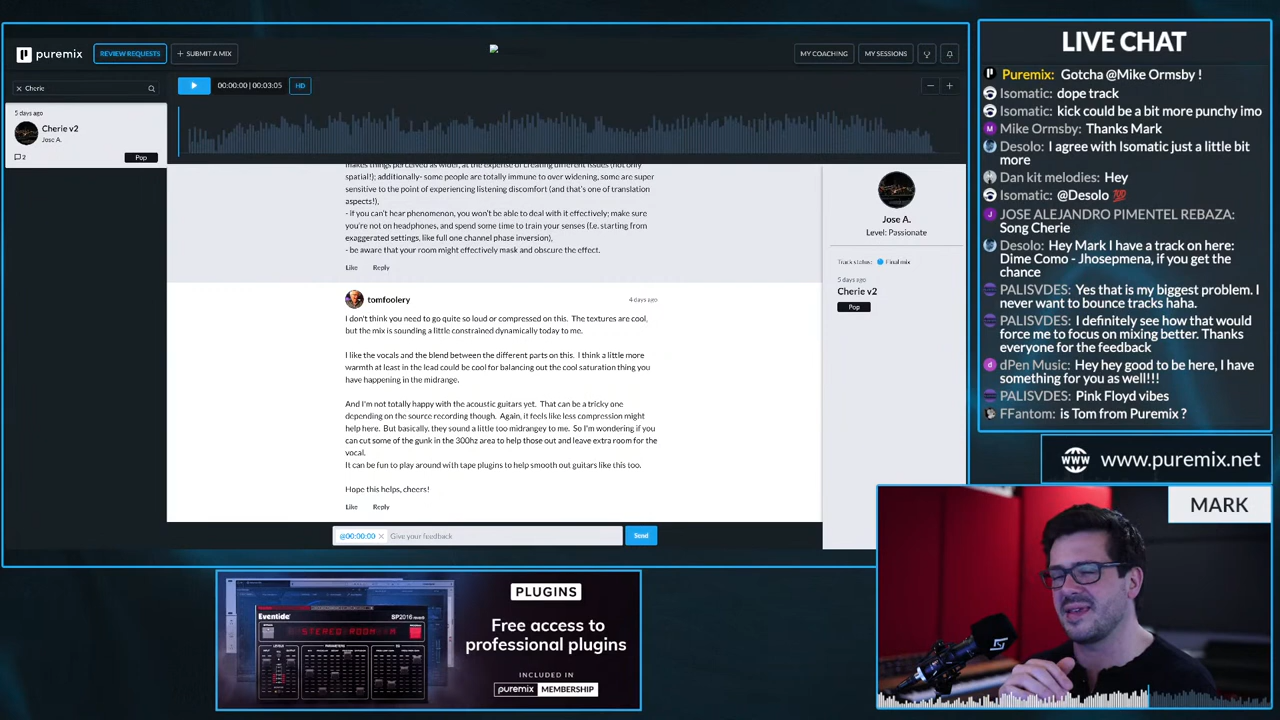 puremix
REVIEW REQUESTS
+ SUBMIT A MIX
MY COACHING
MY SESSIONS
× Cherie
00:00:00 | 00:03:05
HD
5 days ago
Cherie v2
Jose A.
2
Pop
makes things perceived as wider, at the expense of creating different issues (not only
spatial!); additionally- some people are totally immune to over widening, some are super
sensitive to the point of experiencing listening discomfort (and that's one of translation
aspects!),
- if you can't hear phenomenon, you won't be able to deal with it effectively; make sure
you're not on headphones, and spend some time to train your senses (f.e. starting from
exaggerated settings, like full one channel phase inversion),
- be aware that your room might effectively mask and obscure the effect.
Like Reply
tomfoolery
4 days ago
I don't think you need to go quite so loud or compressed on this. The textures are cool,
but the mix is sounding a little constrained dynamically today to me.
I like the vocals and the blend between the different parts on this. I think a little more
warmth at least in the lead could be cool for balancing out the cool saturation thing you
have happening in the midrange.
And I'm not totally happy with the acoustic guitars yet. That can be a tricky one
depending on the source recording though. Again, it feels like less compression might
help here. But basically, they sound a little too midrangey to me. So I'm wondering if you
can cut some of the gunk in the 300hz area to help those out and leave extra room for the
vocal.
It can be fun to play around with tape plugins to help smooth out guitars like this too.
Hope this helps, cheers!
Like Reply
@00:00:00 × Give your feedback
Send
Jose A.
Level: Passionate
Track status: Final mix
5 days ago
Cherie v2
Pop
LIVE CHAT
Puremix: Gotcha @Mike Ormsby !
Isomatic: dope track
Isomatic: kick could be a bit more punchy imo
Mike Ormsby: Thanks Mark
Desolo: I agree with Isomatic just a little bit
more
Dan kit melodies: Hey
Isomatic: @Desolo 💯
JOSE ALEJANDRO PIMENTEL REBAZA:
Song Cherie
Desolo: Hey Mark I have a track on here:
Dime Como - Jhosepmena, if you get the
chance
PALISVDES: Yes that is my biggest problem. I
never want to bounce tracks haha.
PALISVDES: I definitely see how that would
force me to focus on mixing better. Thanks
everyone for the feedback
dPen Music: Hey hey good to be here, I have
something for you as well!!!
PALISVDES: Pink Floyd vibes
FFantom: is Tom from Puremix ?
WWW www.puremix.net
MARK
Eventide
SP2016 reverb
STEREO ROOM
PLUGINS
Free access to
professional plugins
INCLUDED IN
puremix MEMBERSHIP